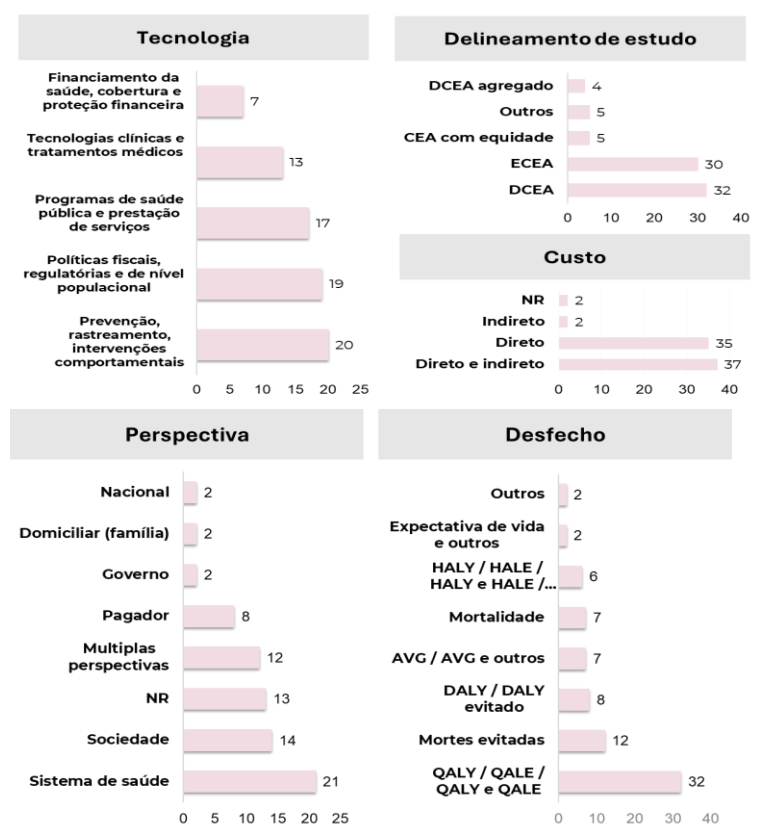 Tecnologia
Financiamento da
saúde, cobertura e
proteção financeira
7
Tecnologias clínicas e
tratamentos médicos
13
Programas de saúde
pública e prestação
de serviços
17
Políticas fiscais,
regulatórias e de nível
populacional
19
Prevenção,
rastreamento,
intervenções
comportamentais
20
0 5 10 15 20 25
Delineamento de estudo
DCEA agregado 4
Outros 5
CEA com equidade 5
ECEA 30
DCEA 32
0 10 20 30 40
Custo
NR 2
Indireto 2
Direto 35
Direto e indireto 37
0 10 20 30 40
Perspectiva
Nacional 2
Domiciliar (família) 2
Governo 2
Pagador 8
Multiplas
perspectivas
12
NR 13
Sociedade 14
Sistema de saúde 21
0 5 10 15 20 25
Desfecho
Outros 2
Expectativa de vida
e outros
2
HALY / HALE /
HALY e HALE /...
6
Mortalidade 7
AVG / AVG e outros 7
DALY / DALY
evitado
8
Mortes evitadas 12
QALY / QALE /
QALY e QALE
32
0 10 20 30 40